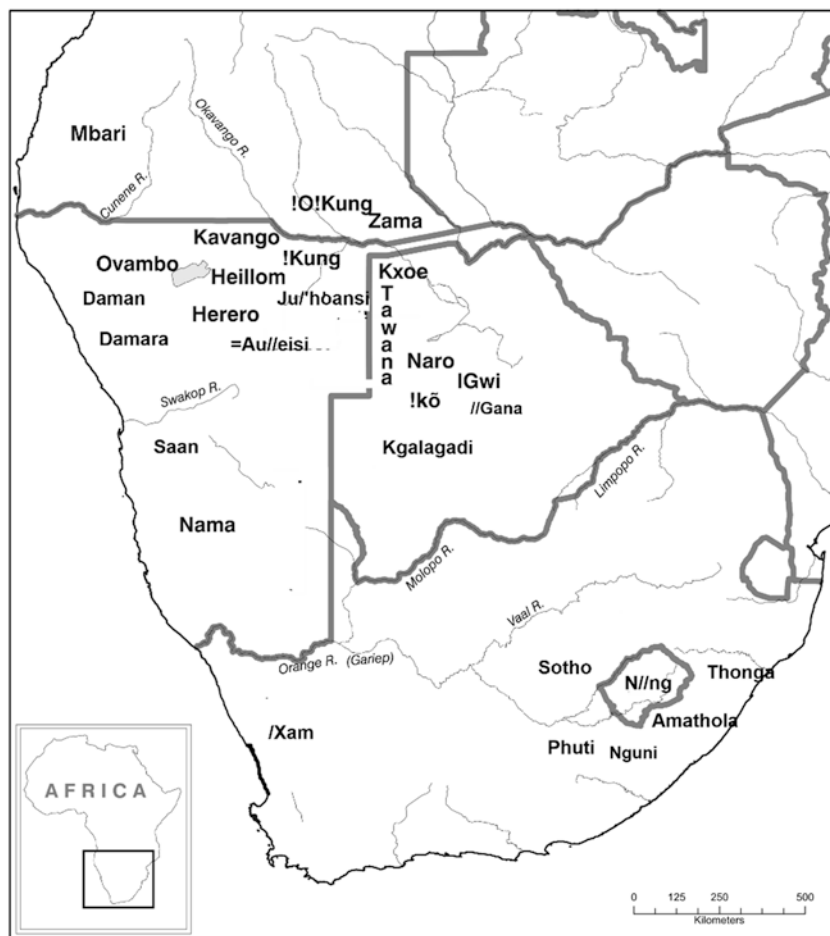 Mbari
Okavango R.
Cunene R.
!O!Kung
Zama
Kavango
!Kung
Ovambo
Heillom
Kxoe
Daman
Ju/'hoansi
Tawana
Herero
Damara
=Au//eisi
Naro
IGwi
Swakop R.
!kõ
//Gana
Saan
Kgalagadi
Limpopo R.
Nama
Molopo R.
Vaal R.
Orange R. (Gariep)
Sotho
N//ng
Thonga
/Xam
Amathola
Phuti
Nguni
AFRICA
0 125 250 500
Kilometers